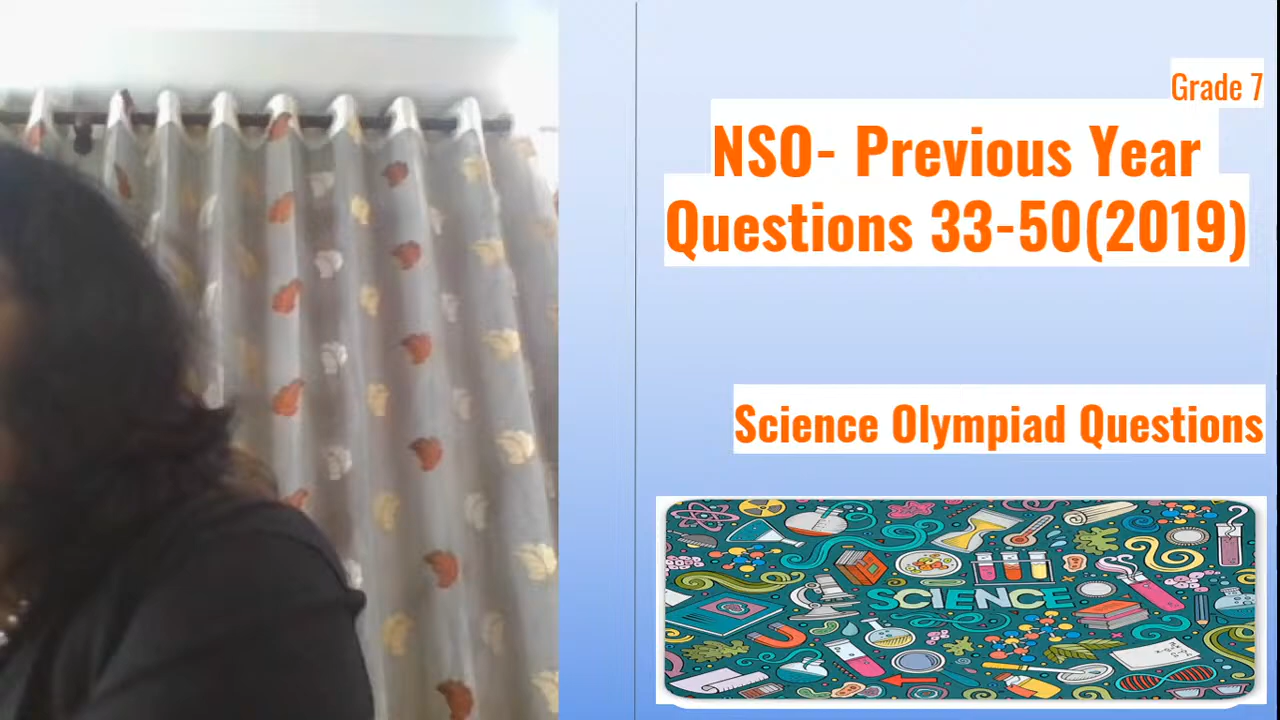 Grade 7
NSO- Previous Year
Questions 33-50(2019)
Science Olympiad Questions
SCIENCE